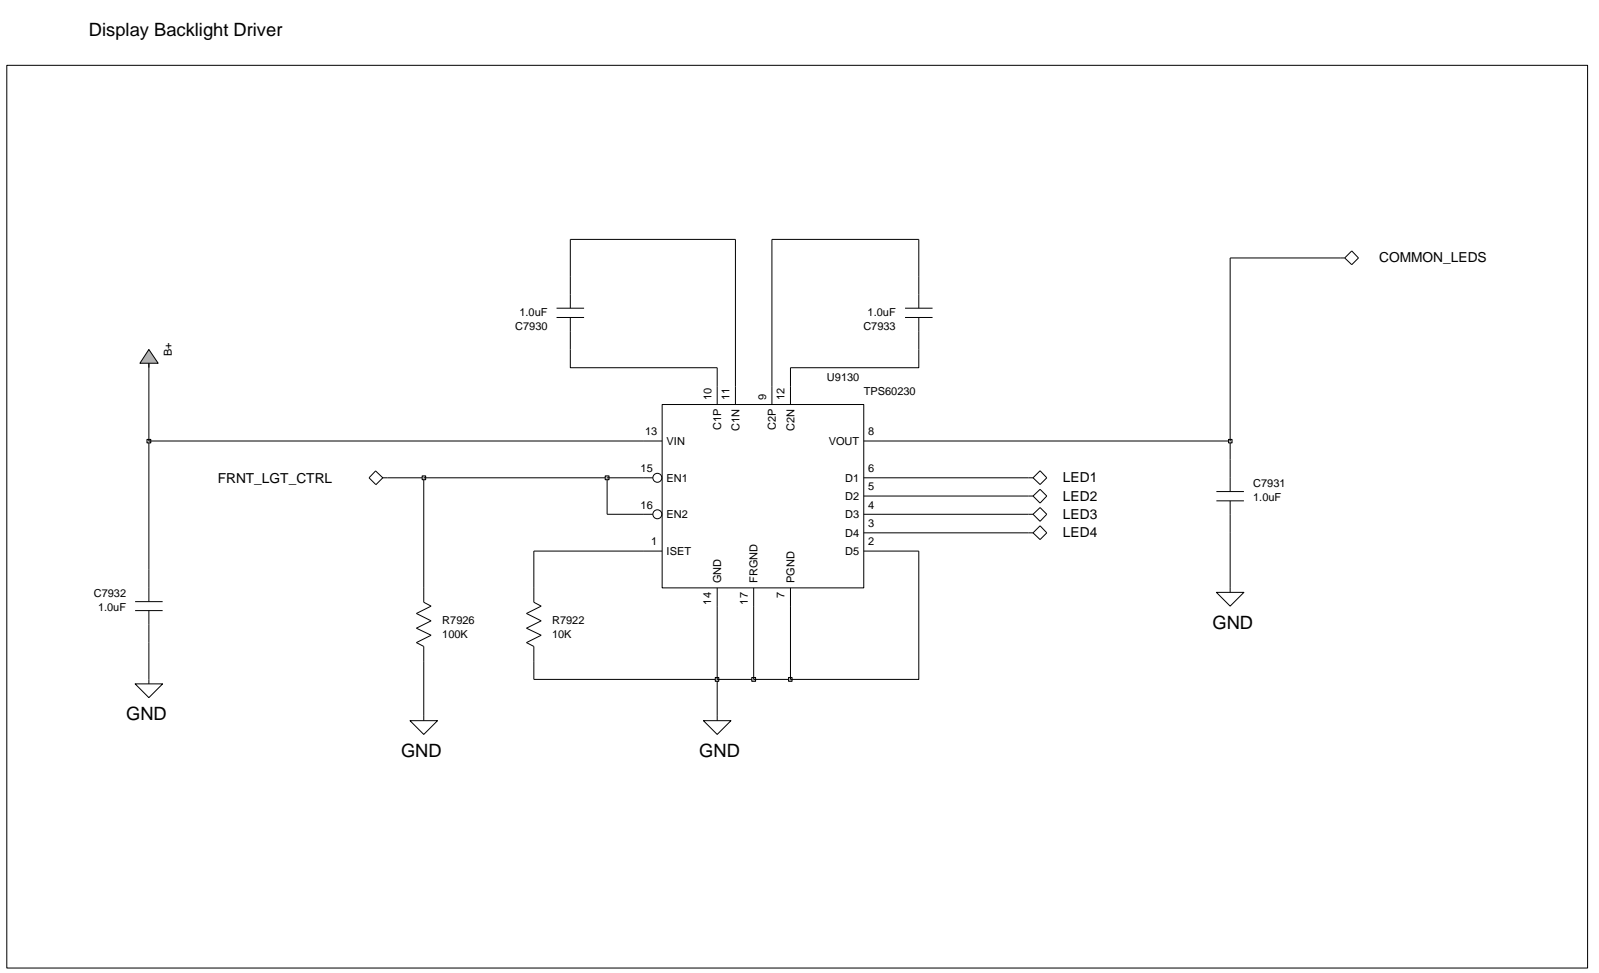 Display Backlight Driver
COMMON_LEDS
1.0uF
C7930
1.0uF
C7933
B+
U9130
TPS60230
10
11
9
12
C1P
C1N
C2P
C2N
13
VIN
VOUT
8
FRNT_LGT_CTRL
15
EN1
D1
6
LED1
16
EN2
D2
5
LED2
D3
4
LED3
D4
3
LED4
1
ISET
D5
2
C7931
1.0uF
GND
FRGND
PGND
14
17
7
C7932
1.0uF
R7926
100K
R7922
10K
GND
GND
GND
GND